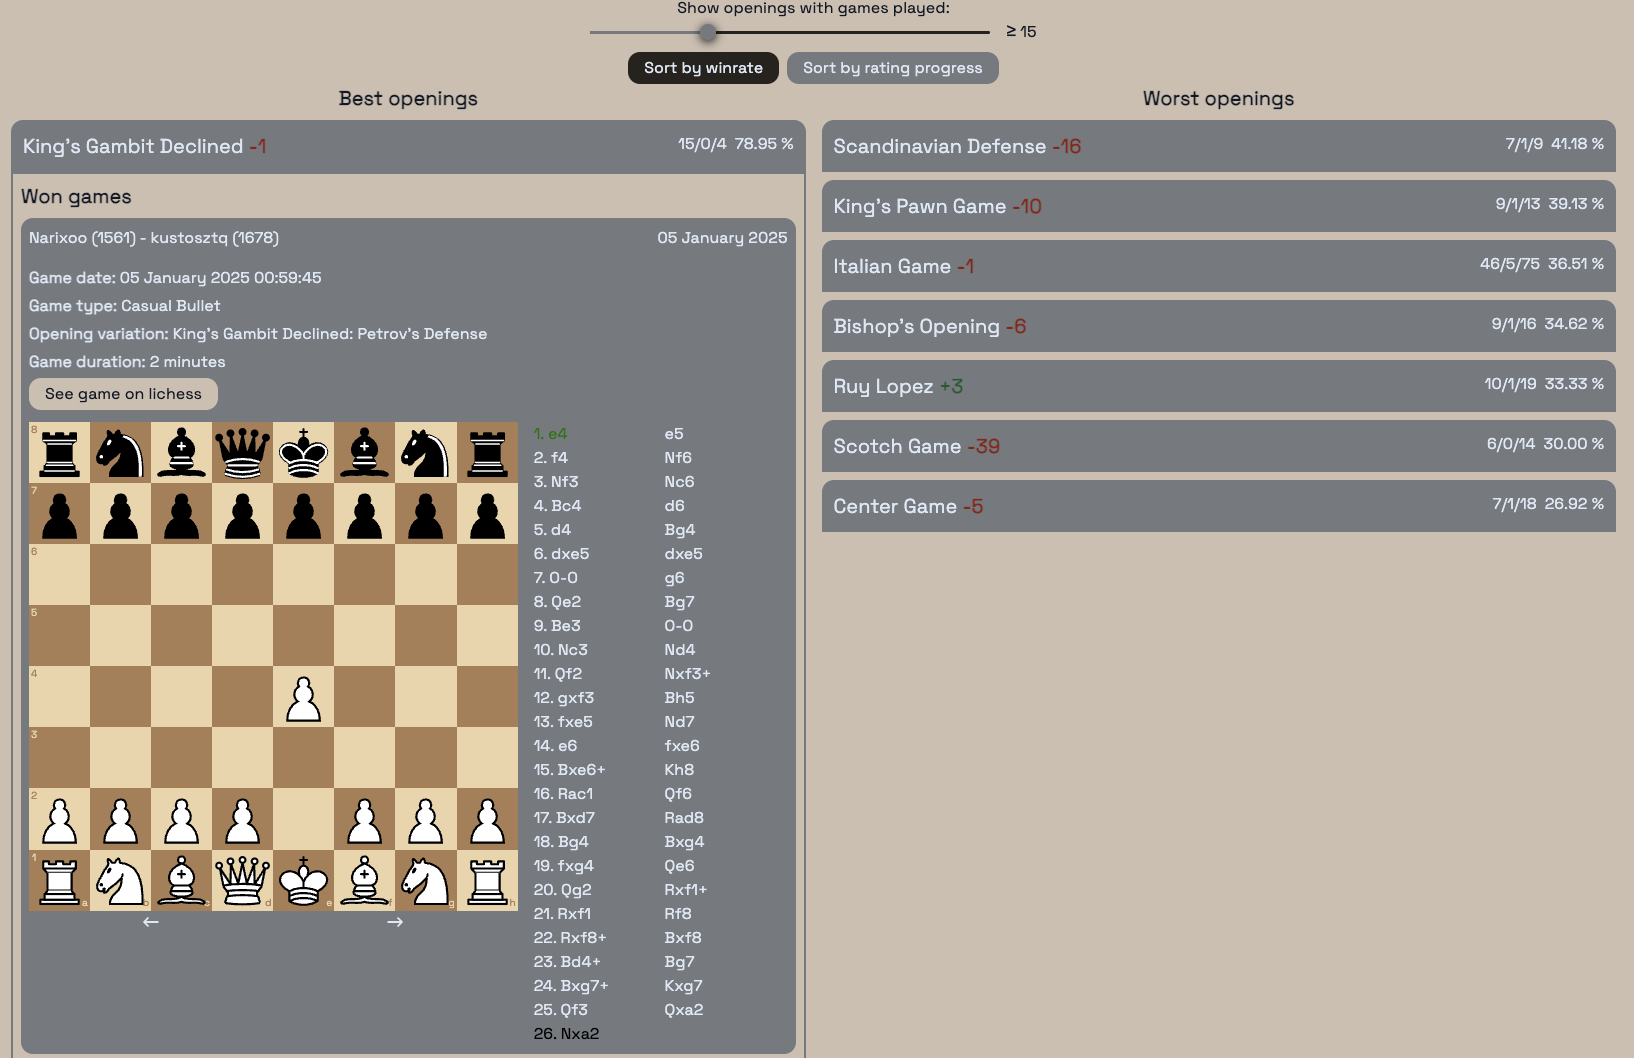 Show openings with games played:
≥ 15
Sort by winrate Sort by rating progress
Best openings
King's Gambit Declined -1 15/0/4 78.95 %
Won games
Narixoo (1561) - kustosztq (1678) 05 January 2025
Game date: 05 January 2025 00:59:45
Game type: Casual Bullet
Opening variation: King's Gambit Declined: Petrov's Defense
Game duration: 2 minutes
See game on lichess
8
7
6
5
4
3
2
1
a b c d e f g h
← →
1. e4 e5
2. f4 Nf6
3. Nf3 Nc6
4. Bc4 d6
5. d4 Bg4
6. dxe5 dxe5
7. O-O g6
8. Qe2 Bg7
9. Be3 O-O
10. Nc3 Nd4
11. Qf2 Nxf3+
12. gxf3 Bh5
13. fxe5 Nd7
14. e6 fxe6
15. Bxe6+ Kh8
16. Rac1 Qf6
17. Bxd7 Rad8
18. Bg4 Bxg4
19. fxg4 Qe6
20. Qg2 Rxf1+
21. Rxf1 Rf8
22. Rxf8+ Bxf8
23. Bd4+ Bg7
24. Bxg7+ Kxg7
25. Qf3 Qxa2
26. Nxa2
Worst openings
Scandinavian Defense -16 7/1/9 41.18 %
King's Pawn Game -10 9/1/13 39.13 %
Italian Game -1 46/5/75 36.51 %
Bishop's Opening -6 9/1/16 34.62 %
Ruy Lopez +3 10/1/19 33.33 %
Scotch Game -39 6/0/14 30.00 %
Center Game -5 7/1/18 26.92 %